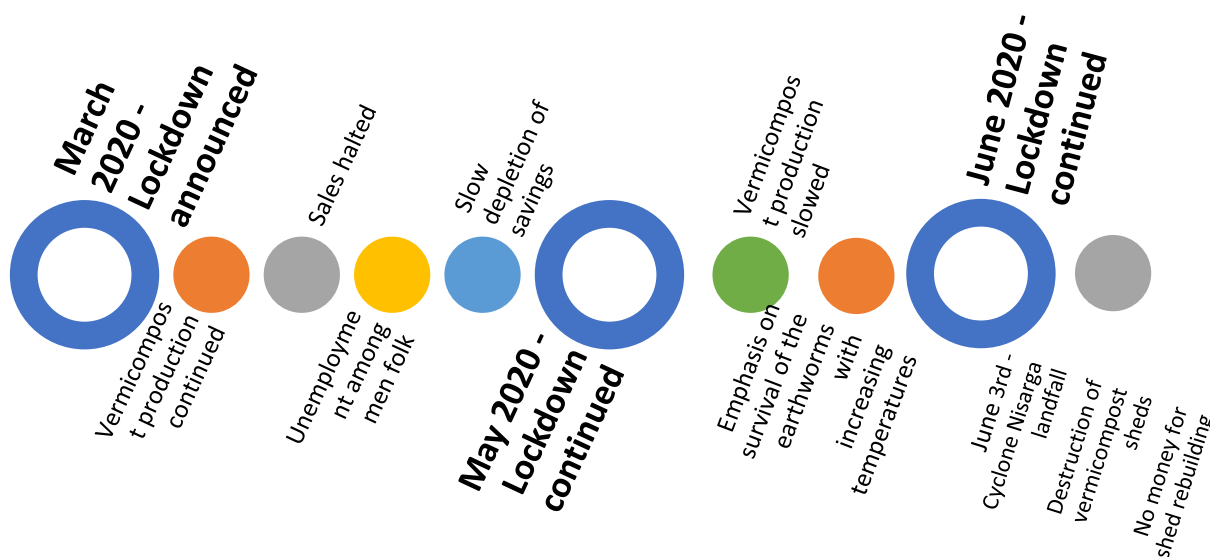 March
2020 -
Lockdown
announced
Vermicompos
t production
continued
Sales halted
Unemployme
nt among
men folk
Slow
depletion of
savings
May 2020 -
Lockdown
continued
Vermicompos
t production
slowed
Emphasis on
survival of the
earthworms
with
increasing
temperatures
June 2020 -
Lockdown
continued
June 3rd -
Cyclone Nisarga
landfall
Destruction of
vermicompost
sheds
No money for
shed rebuilding